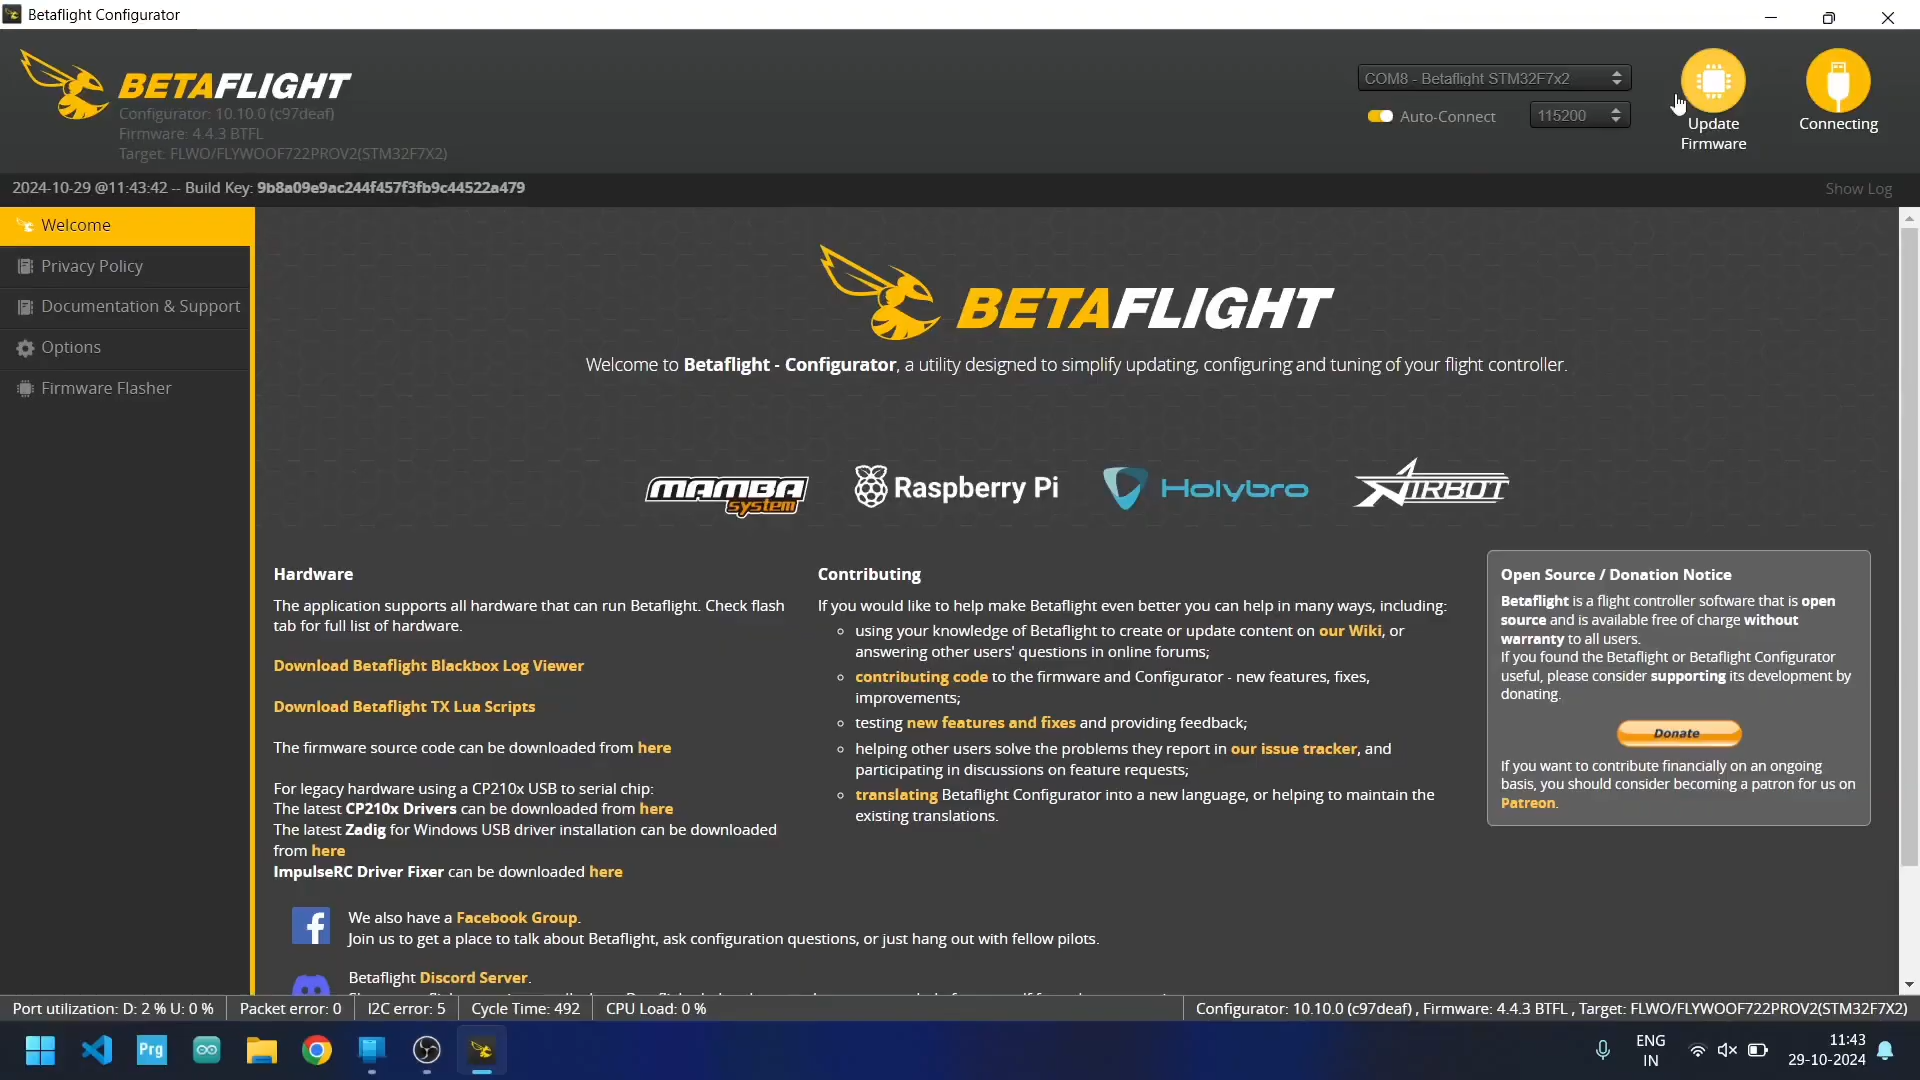 Betaflight Configurator
BETAFLIGHT
Configurator: 10.10.0 (c97deaf)
Firmware: 4.4.3 BTFL
Target: FLWO/FLYWOOF722PROV2(STM32F7X2)
COM8 - Betaflight STM32F7x2
Auto-Connect
115200
Update
Firmware
Connecting
2024-10-29 @11:43:42 -- Build Key: 9b8a09e9ac244f457f3fb9c44522a479
Show Log
Welcome
Privacy Policy
Documentation & Support
Options
Firmware Flasher
BETAFLIGHT
Welcome to Betaflight - Configurator, a utility designed to simplify updating, configuring and tuning of your flight controller.
MAMBA
system
Raspberry Pi
Holybro
AIRBOT
Hardware
The application supports all hardware that can run Betaflight. Check flash
tab for full list of hardware.
Download Betaflight Blackbox Log Viewer
Download Betaflight TX Lua Scripts
The firmware source code can be downloaded from here
For legacy hardware using a CP210x USB to serial chip:
The latest CP210x Drivers can be downloaded from here
The latest Zadig for Windows USB driver installation can be downloaded
from here
ImpulseRC Driver Fixer can be downloaded here
We also have a Facebook Group.
Join us to get a place to talk about Betaflight, ask configuration questions, or just hang out with fellow pilots.
Betaflight Discord Server.
Contributing
If you would like to help make Betaflight even better you can help in many ways, including:
using your knowledge of Betaflight to create or update content on our Wiki, or
answering other users' questions in online forums;
contributing code to the firmware and Configurator - new features, fixes,
improvements;
testing new features and fixes and providing feedback;
helping other users solve the problems they report in our issue tracker, and
participating in discussions on feature requests;
translating Betaflight Configurator into a new language, or helping to maintain the
existing translations.
Open Source / Donation Notice
Betaflight is a flight controller software that is open
source and is available free of charge without
warranty to all users.
If you found the Betaflight or Betaflight Configurator
useful, please consider supporting its development by
donating.
Donate
If you want to contribute financially on an ongoing
basis, you should consider becoming a patron for us on
Patreon.
Port utilization: D: 2 % U: 0 %
Packet error: 0
I2C error: 5
Cycle Time: 492
CPU Load: 0 %
Configurator: 10.10.0 (c97deaf) , Firmware: 4.4.3 BTFL , Target: FLWO/FLYWOOF722PROV2(STM32F7X2)
Prg
ENG
IN
11:43
29-10-2024